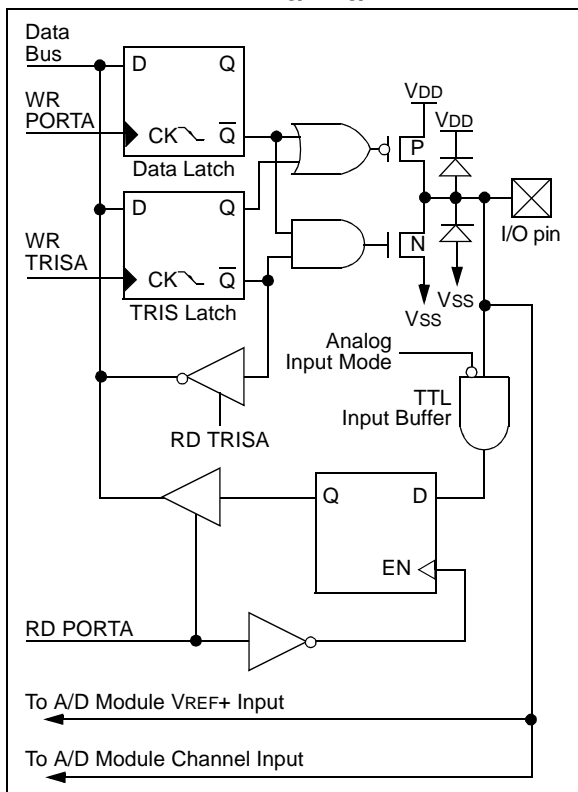 Data
Bus
D Q
VDD
WR
PORTA
VDD
CK Q
P
Data Latch
D Q
N
I/O pin
WR
TRISA
CK Q
TRIS Latch
VSS
VSS
Analog
Input Mode
TTL
Input Buffer
RD TRISA
Q D
EN
RD PORTA
To A/D Module VREF+ Input
To A/D Module Channel Input